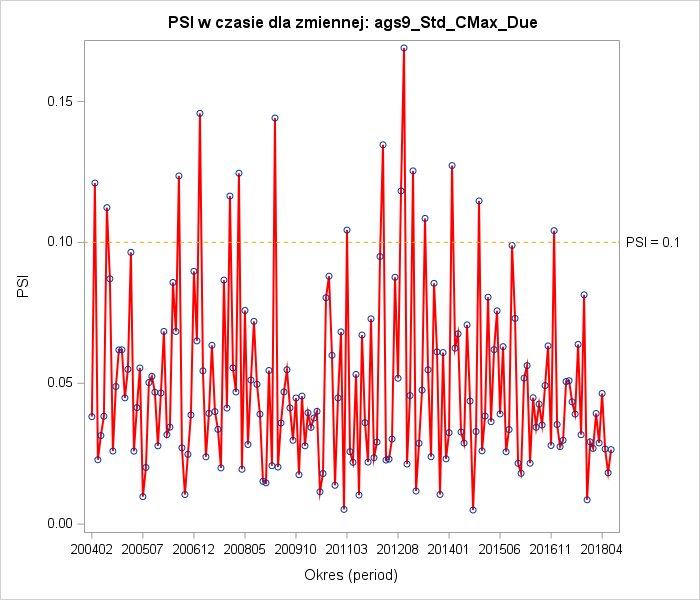 PSI w czasie dla zmiennej: ags9_Std_CMax_Due
0.15
0.10
0.05
0.00
PSI
PSI = 0.1
200402 200507 200612 200805 200910 201103 201208 201401 201506 201611 201804
Okres (period)